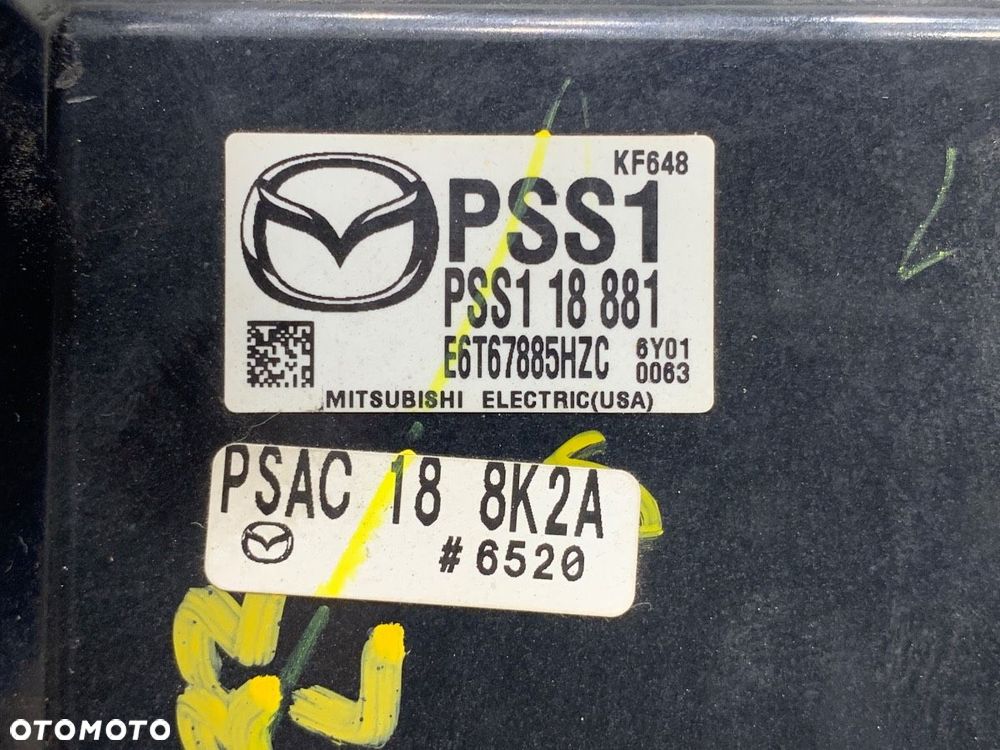 KF648
PSS1
PSS1 18 881
E6T67885HZC 6Y01
0063
MITSUBISHI ELECTRIC(USA)
PSAC 18 8K2A
#6520
OTOMOTO